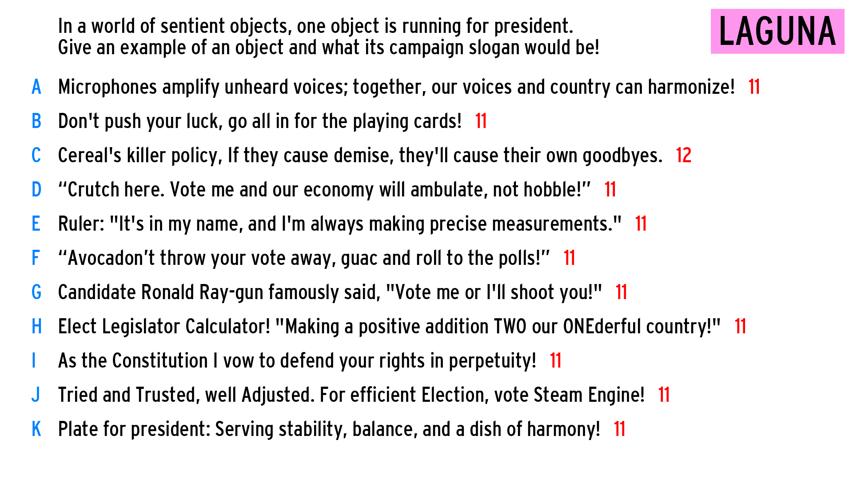 In a world of sentient objects, one object is running for president.
Give an example of an object and what its campaign slogan would be!
LAGUNA
A Microphones amplify unheard voices; together, our voices and country can harmonize! 11
B Don't push your luck, go all in for the playing cards! 11
C Cereal's killer policy, If they cause demise, they'll cause their own goodbyes. 12
D “Crutch here. Vote me and our economy will ambulate, not hobble!” 11
E Ruler: "It's in my name, and I'm always making precise measurements." 11
F “Avocadon’t throw your vote away, guac and roll to the polls!” 11
G Candidate Ronald Ray-gun famously said, "Vote me or I'll shoot you!" 11
H Elect Legislator Calculator! "Making a positive addition TWO our ONEderful country!" 11
I As the Constitution I vow to defend your rights in perpetuity! 11
J Tried and Trusted, well Adjusted. For efficient Election, vote Steam Engine! 11
K Plate for president: Serving stability, balance, and a dish of harmony! 11